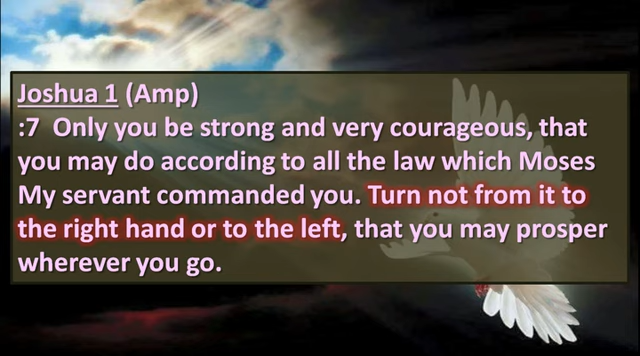 Joshua 1 (Amp)
:7 Only you be strong and very courageous, that
you may do according to all the law which Moses
My servant commanded you. Turn not from it to
the right hand or to the left, that you may prosper
wherever you go.